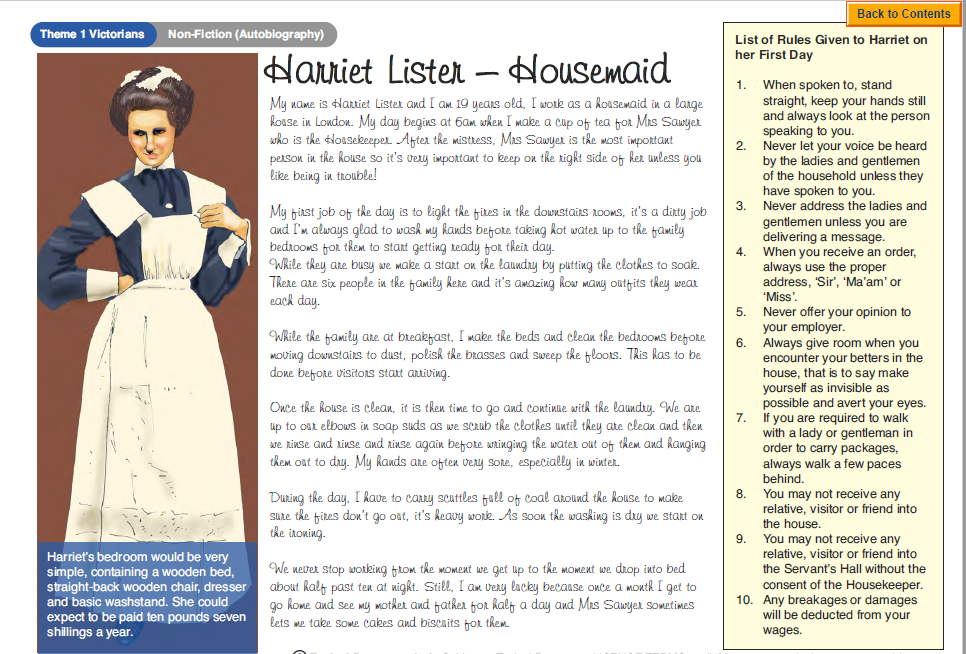 Back to Contents
Theme 1 Victorians
Non-Fiction (Autobiography)
Harriet Lister – Housemaid
My name is Harriet Lister and I am 19 years old, I work as a housemaid in a large
house in London. My day begins at 6am when I make a cup of tea for Mrs Sawyer
who is the Housekeeper. After the mistress, Mrs Sawyer is the most important
person in the house so it's very important to keep on the right side of her unless you
like being in trouble!
My first job of the day is to light the fires in the downstairs rooms, it's a dirty job
and I'm always glad to wash my hands before taking hot water up to the family
bedrooms for them to start getting ready for their day.
While they are busy we make a start on the laundry by putting the clothes to soak.
There are six people in the family here and it's amazing how many outfits they wear
each day.
While the family are at breakfast, I make the beds and clean the bedrooms before
moving downstairs to dust, polish the brasses and sweep the floors. This has to be
done before visitors start arriving.
Once the house is clean, it is then time to go and continue with the laundry. We are
up to our elbows in soap suds as we scrub the clothes until they are clean and then
we rinse and rinse and rinse again before wringing the water out of them and hanging
them out to dry. My hands are often very sore, especially in winter.
During the day, I have to carry scuttles full of coal around the house to make
sure the fires don't go out, it's heavy work. As soon the washing is dry we start on
the ironing.
We never stop working from the moment we get up to the moment we drop into bed
about half past ten at night. Still, I am very lucky because once a month I get to
go home and see my mother and father for half a day and Mrs Sawyer sometimes
lets me take some cakes and biscuits for them.
Harriet's bedroom would be very
simple, containing a wooden bed,
straight-back wooden chair, dresser
and basic washstand. She could
expect to be paid ten pounds seven
shillings a year.
List of Rules Given to Harriet on
her First Day
1. When spoken to, stand
straight, keep your hands still
and always look at the person
speaking to you.
2. Never let your voice be heard
by the ladies and gentlemen
of the household unless they
have spoken to you.
3. Never address the ladies and
gentlemen unless you are
delivering a message.
4. When you receive an order,
always use the proper
address, 'Sir', 'Ma'am' or
'Miss'.
5. Never offer your opinion to
your employer.
6. Always give room when you
encounter your betters in the
house, that is to say make
yourself as invisible as
possible and avert your eyes.
7. If you are required to walk
with a lady or gentleman in
order to carry packages,
always walk a few paces
behind.
8. You may not receive any
relative, visitor or friend into
the house.
9. You may not receive any
relative, visitor or friend into
the Servant's Hall without the
consent of the Housekeeper.
10. Any breakages or damages
will be deducted from your
wages.